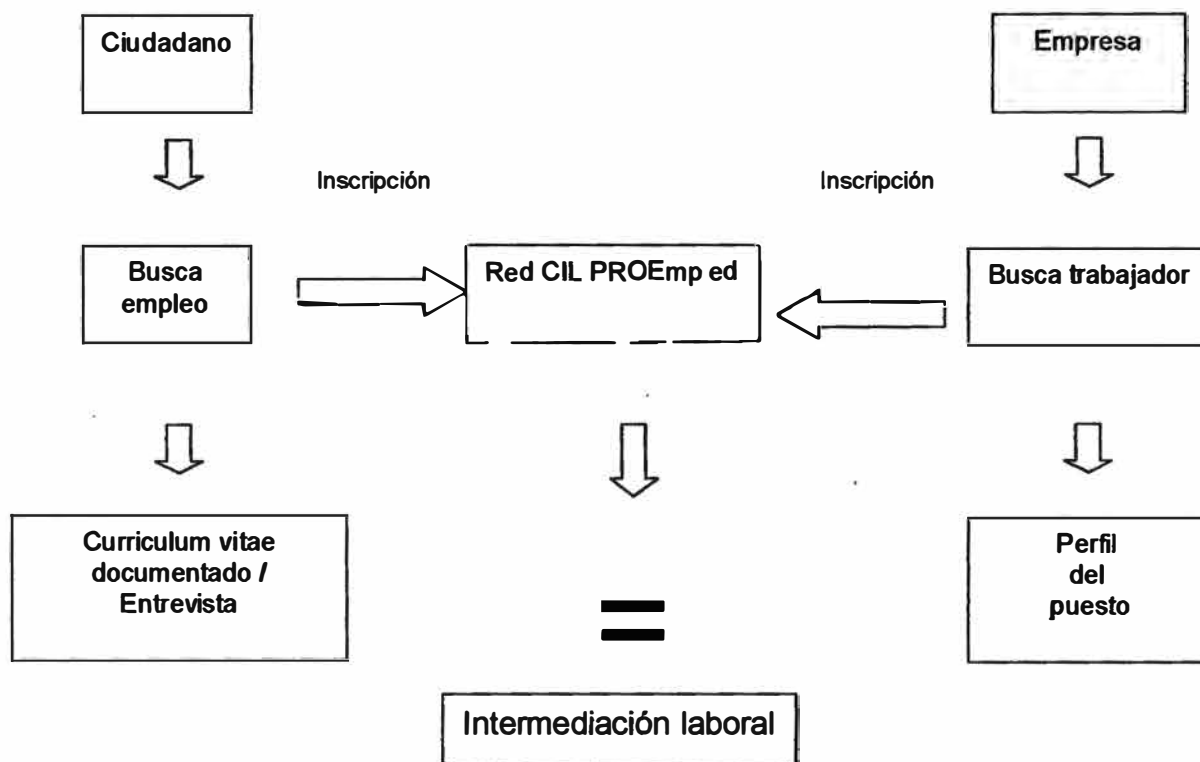 Ciudadano
Empresa
Inscripción
Inscripción
Busca
empleo
Red CIL PROEmp ed
Busca trabajador
Curriculum vitae
documentado /
Entrevista
Perfil
del
puesto
=
Intermediación laboral